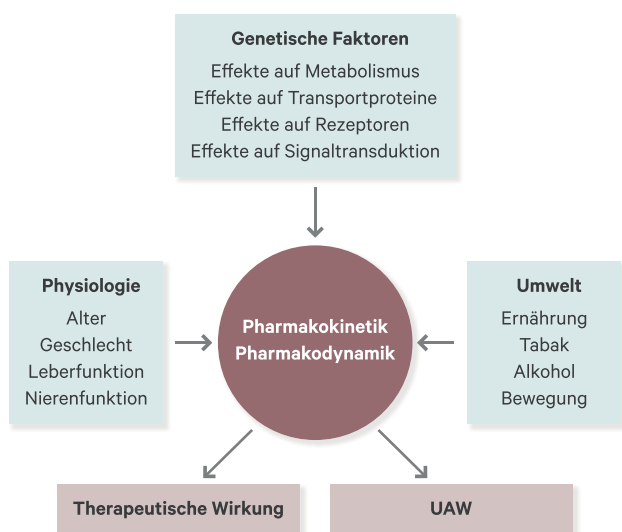 Genetische Faktoren
Effekte auf Metabolismus
Effekte auf Transportproteine
Effekte auf Rezeptoren
Effekte auf Signaltransduktion
Physiologie
Alter
Geschlecht
Leberfunktion
Nierenfunktion
Pharmakokinetik
Pharmakodynamik
Umwelt
Ernährung
Tabak
Alkohol
Bewegung
Therapeutische Wirkung
UAW